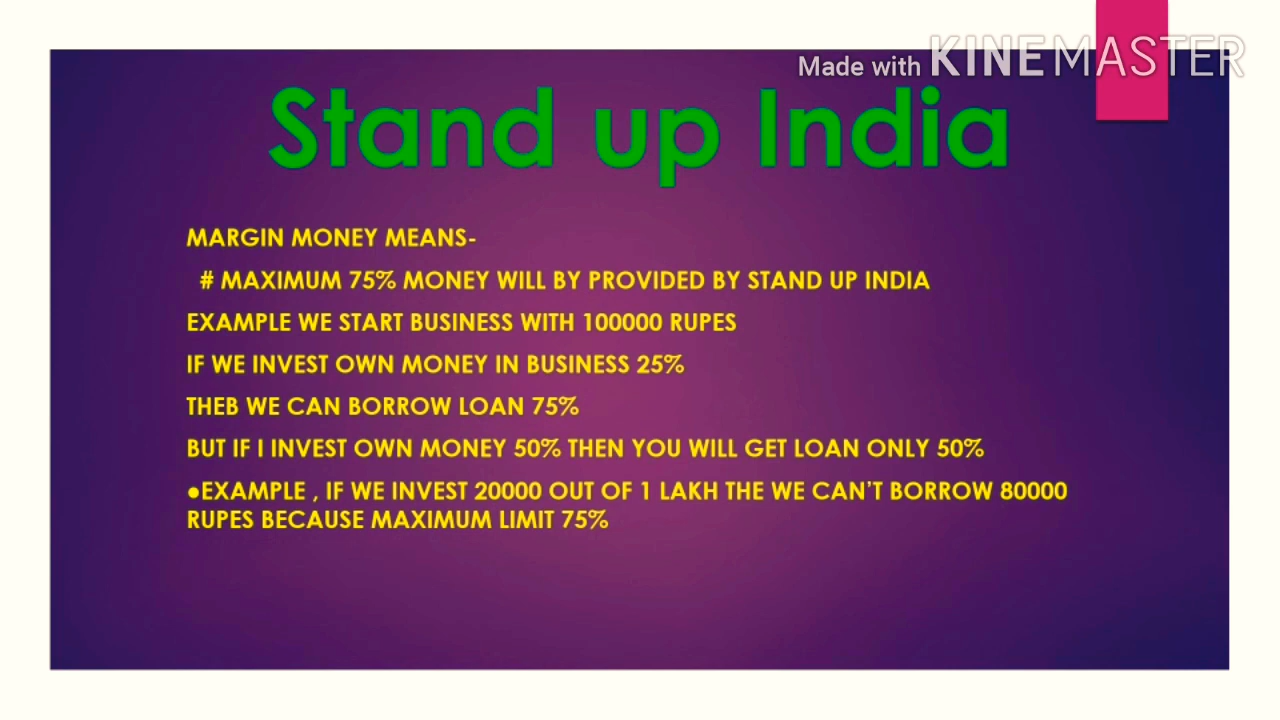 Made with KINEMASTER
Stand up India
MARGIN MONEY MEANS-
# MAXIMUM 75% MONEY WILL BY PROVIDED BY STAND UP INDIA
EXAMPLE WE START BUSINESS WITH 100000 RUPES
IF WE INVEST OWN MONEY IN BUSINESS 25%
THEB WE CAN BORROW LOAN 75%
BUT IF I INVEST OWN MONEY 50% THEN YOU WILL GET LOAN ONLY 50%
●EXAMPLE , IF WE INVEST 20000 OUT OF 1 LAKH THE WE CAN'T BORROW 80000
RUPES BECAUSE MAXIMUM LIMIT 75%